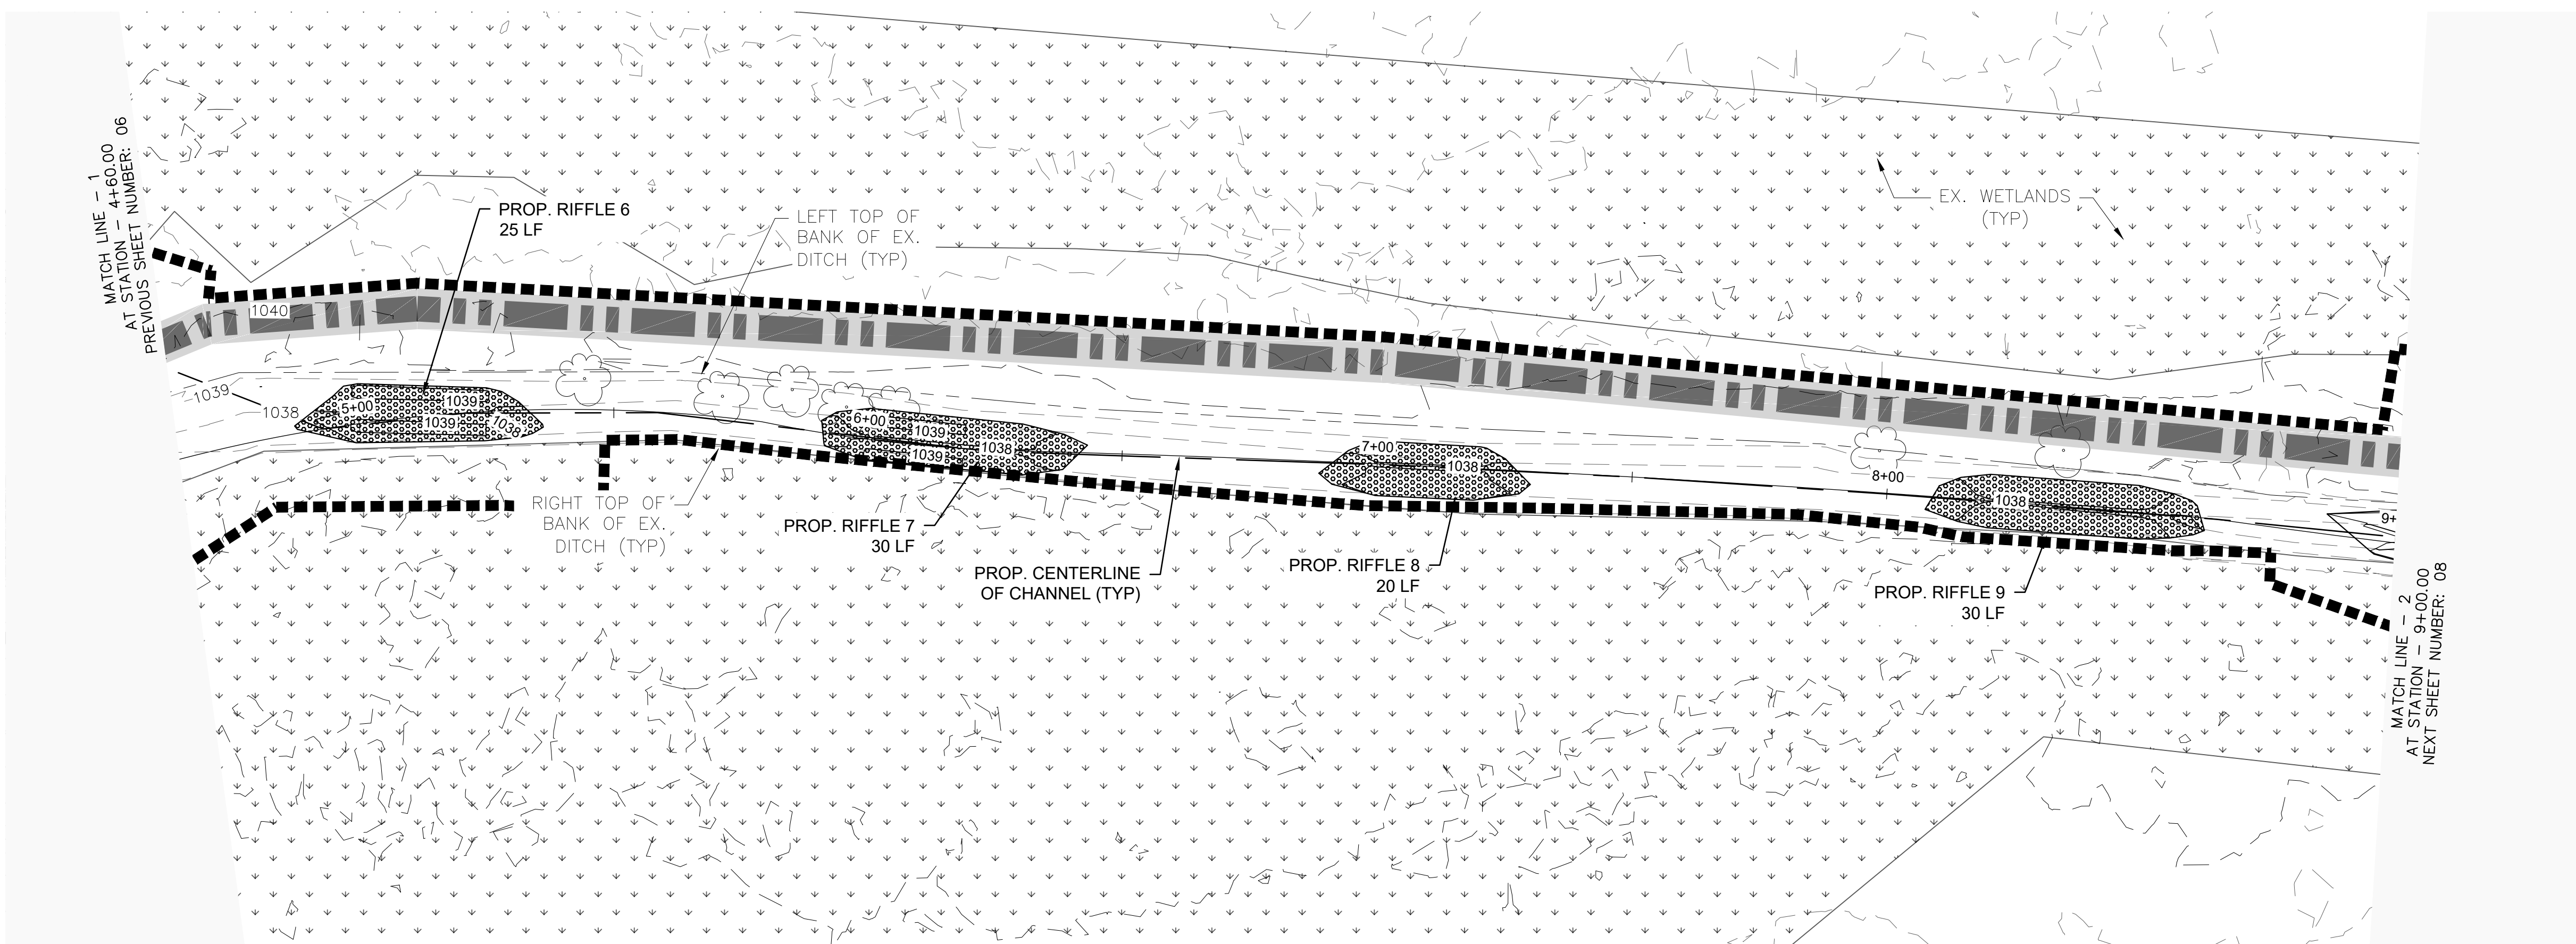 MATCH LINE - 1
AT STATION - 4+60.00
PREVIOUS SHEET NUMBER: 06
PROP. RIFFLE 6
25 LF
LEFT TOP OF
BANK OF EX.
DITCH (TYP)
EX. WETLANDS
(TYP)
1040
1039
1038
5+00
1039
1039
1038
6+00
1039
1039
1038
7+00
1038
8+00
1038
9+
RIGHT TOP OF
BANK OF EX.
DITCH (TYP)
PROP. RIFFLE 7
30 LF
PROP. CENTERLINE
OF CHANNEL (TYP)
PROP. RIFFLE 8
20 LF
PROP. RIFFLE 9
30 LF
MATCH LINE - 2
AT STATION - 9+00.00
NEXT SHEET NUMBER: 08